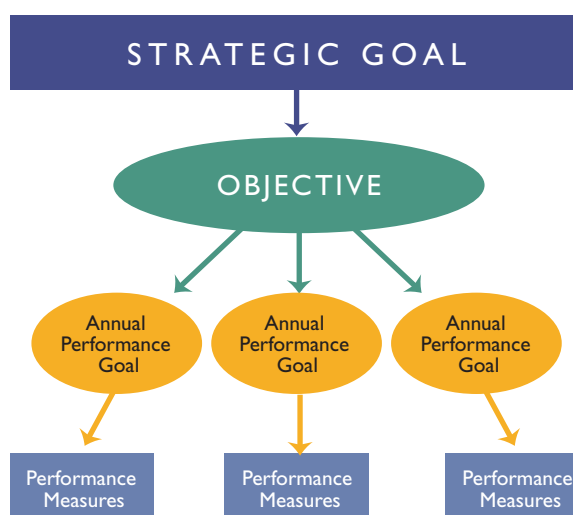 STRATEGIC GOAL
OBJECTIVE
Annual
Performance
Goal
Annual
Performance
Goal
Annual
Performance
Goal
Performance
Measures
Performance
Measures
Performance
Measures